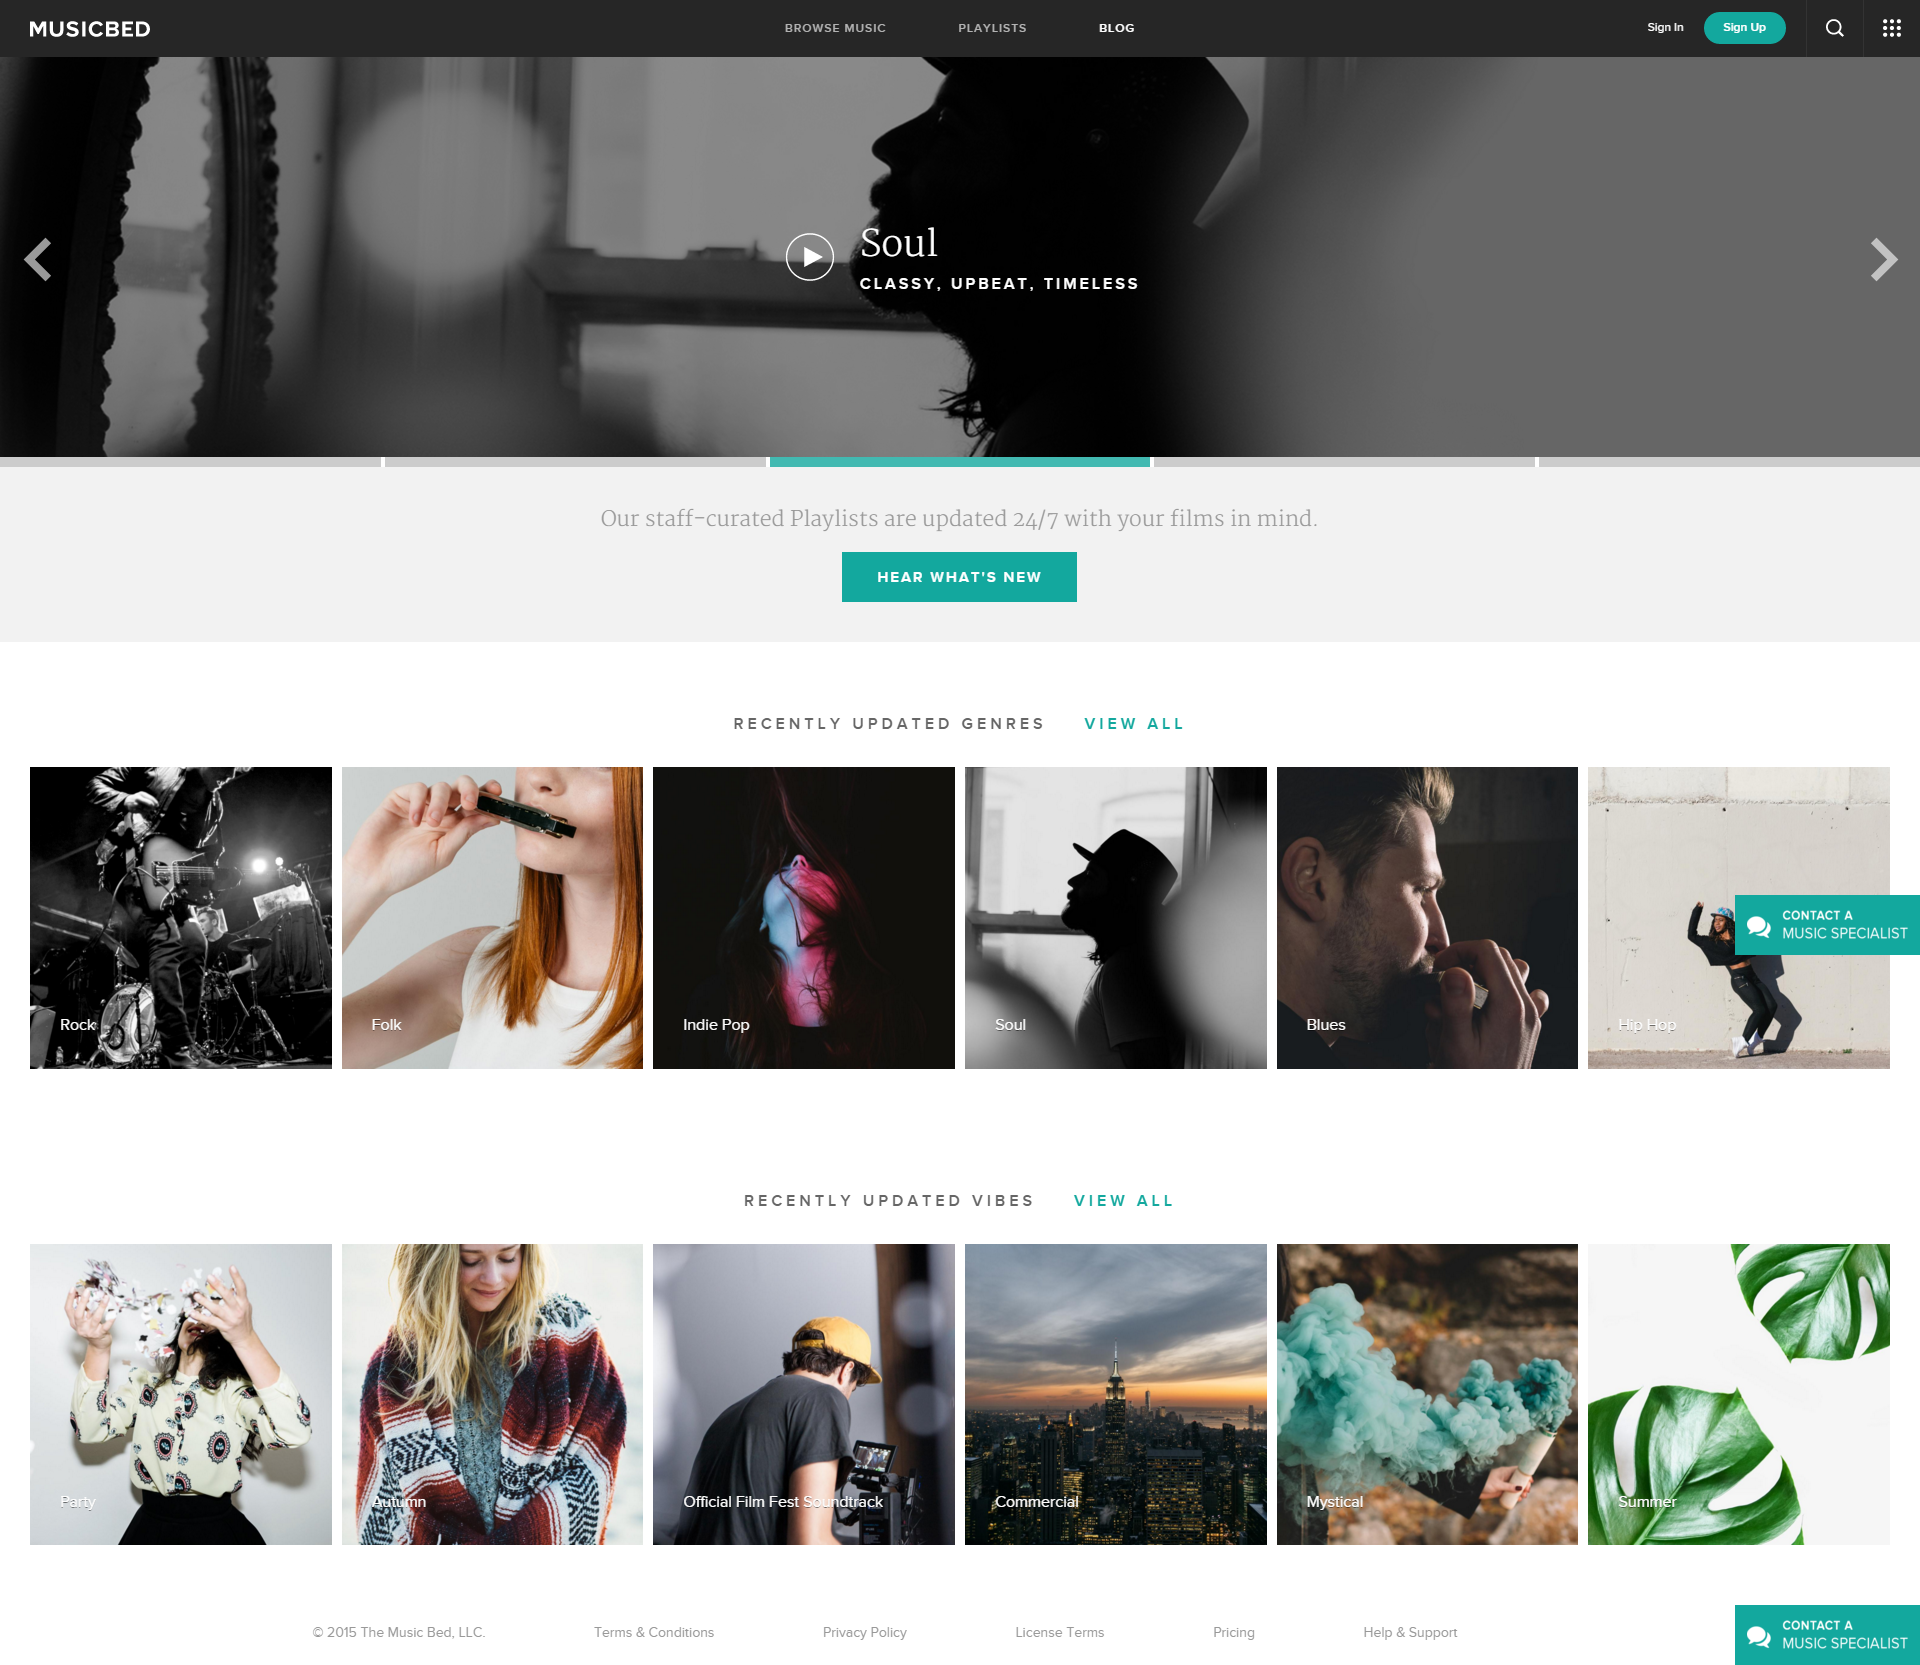 MUSICBED
BROWSE MUSIC
PLAYLISTS
BLOG
Sign In
Sign Up
Soul
CLASSY, UPBEAT, TIMELESS
Our staff-curated Playlists are updated 24/7 with your films in mind.
HEAR WHAT'S NEW
RECENTLY UPDATED GENRES
VIEW ALL
Rock
Folk
Indie Pop
Soul
Blues
Hip Hop
CONTACT A
MUSIC SPECIALIST
RECENTLY UPDATED VIBES
VIEW ALL
Party
Autumn
Official Film Fest Soundtrack
Commercial
Mystical
Summer
© 2015 The Music Bed, LLC.
Terms & Conditions
Privacy Policy
License Terms
Pricing
Help & Support
CONTACT A
MUSIC SPECIALIST